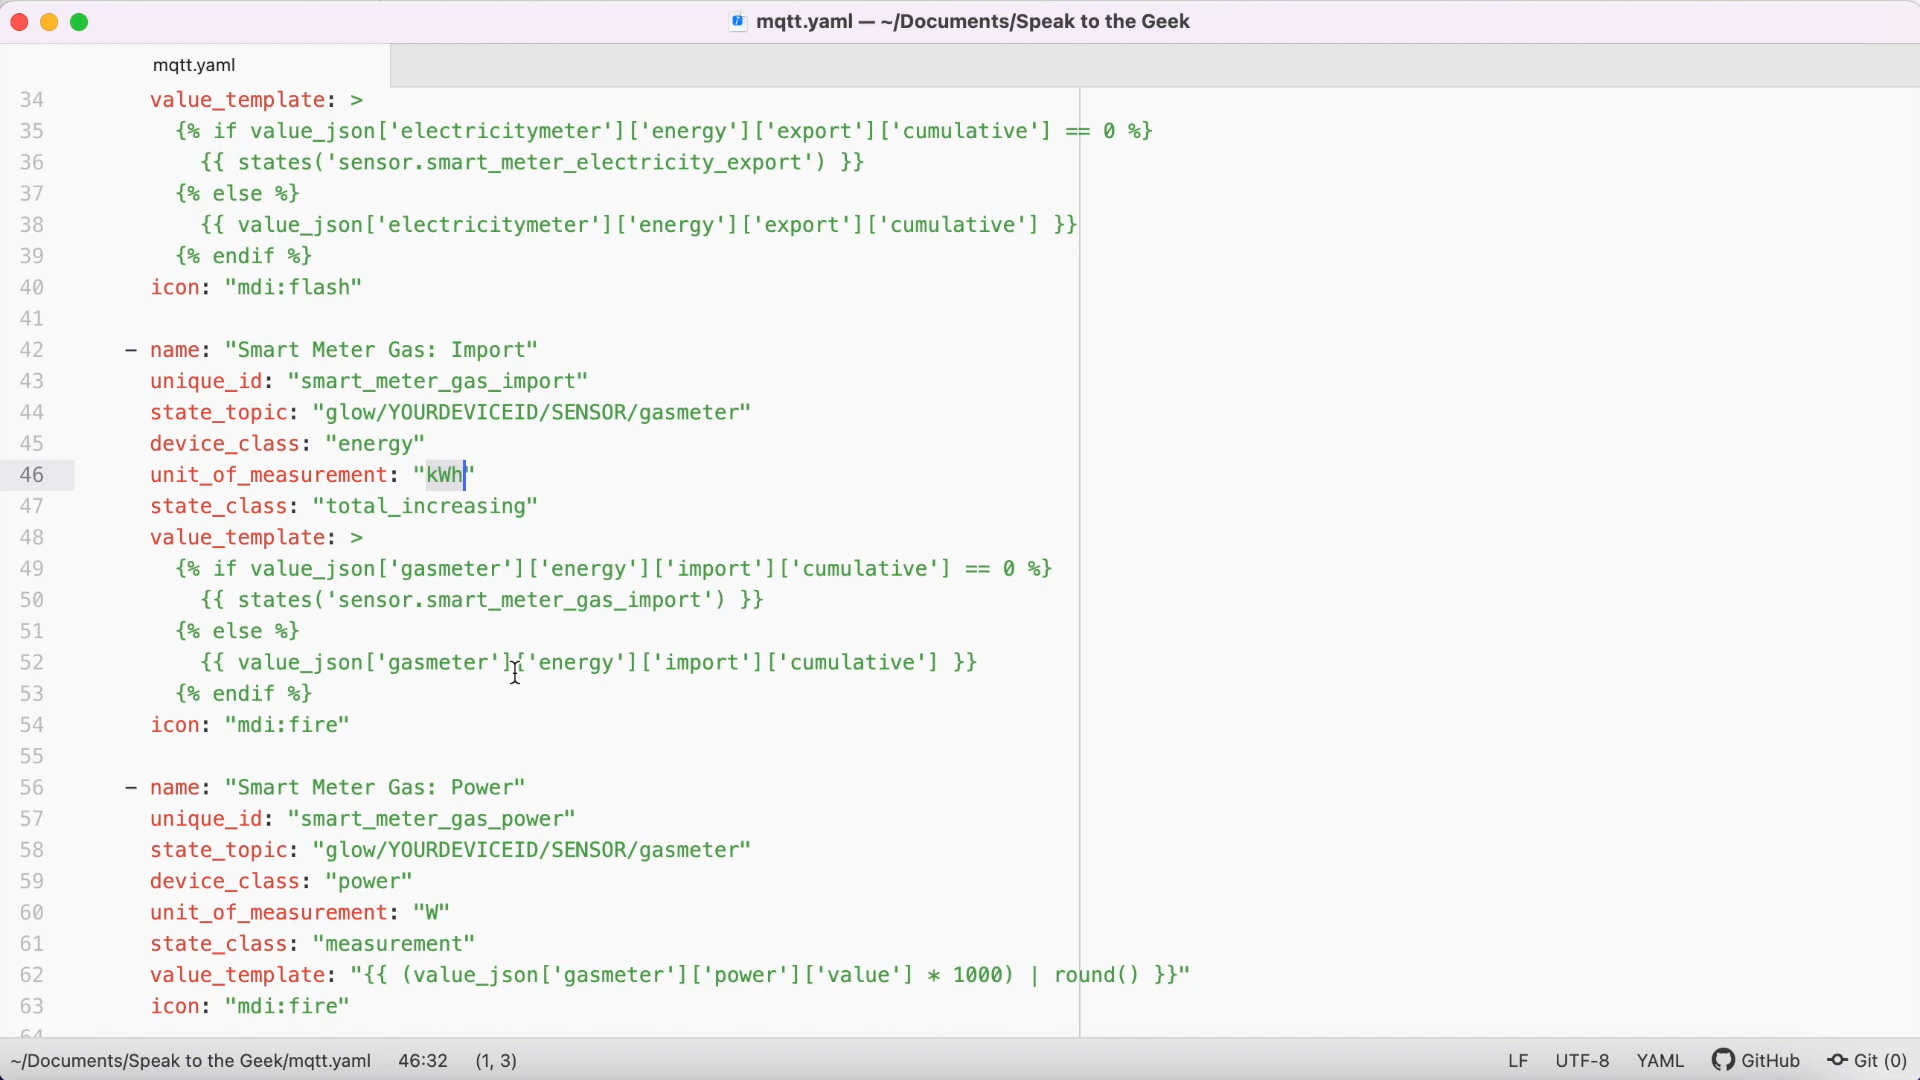 mqtt.yaml — ~/Documents/Speak to the Geek
mqtt.yaml
34 value_template: >
35 {% if value_json['electricitymeter']['energy']['export']['cumulative'] == 0 %}
36 {{ states('sensor.smart_meter_electricity_export') }}
37 {% else %}
38 {{ value_json['electricitymeter']['energy']['export']['cumulative'] }}
39 {% endif %}
40 icon: "mdi:flash"
41
42 - name: "Smart Meter Gas: Import"
43 unique_id: "smart_meter_gas_import"
44 state_topic: "glow/YOURDEVICEID/SENSOR/gasmeter"
45 device_class: "energy"
46 unit_of_measurement: "kWh"
47 state_class: "total_increasing"
48 value_template: >
49 {% if value_json['gasmeter']['energy']['import']['cumulative'] == 0 %}
50 {{ states('sensor.smart_meter_gas_import') }}
51 {% else %}
52 {{ value_json['gasmeter']['energy']['import']['cumulative'] }}
53 {% endif %}
54 icon: "mdi:fire"
55
56 - name: "Smart Meter Gas: Power"
57 unique_id: "smart_meter_gas_power"
58 state_topic: "glow/YOURDEVICEID/SENSOR/gasmeter"
59 device_class: "power"
60 unit_of_measurement: "W"
61 state_class: "measurement"
62 value_template: "{{ (value_json['gasmeter']['power']['value'] * 1000) | round() }}"
63 icon: "mdi:fire"
64
~/Documents/Speak to the Geek/mqtt.yaml 46:32 (1, 3) LF UTF-8 YAML GitHub Git (0)